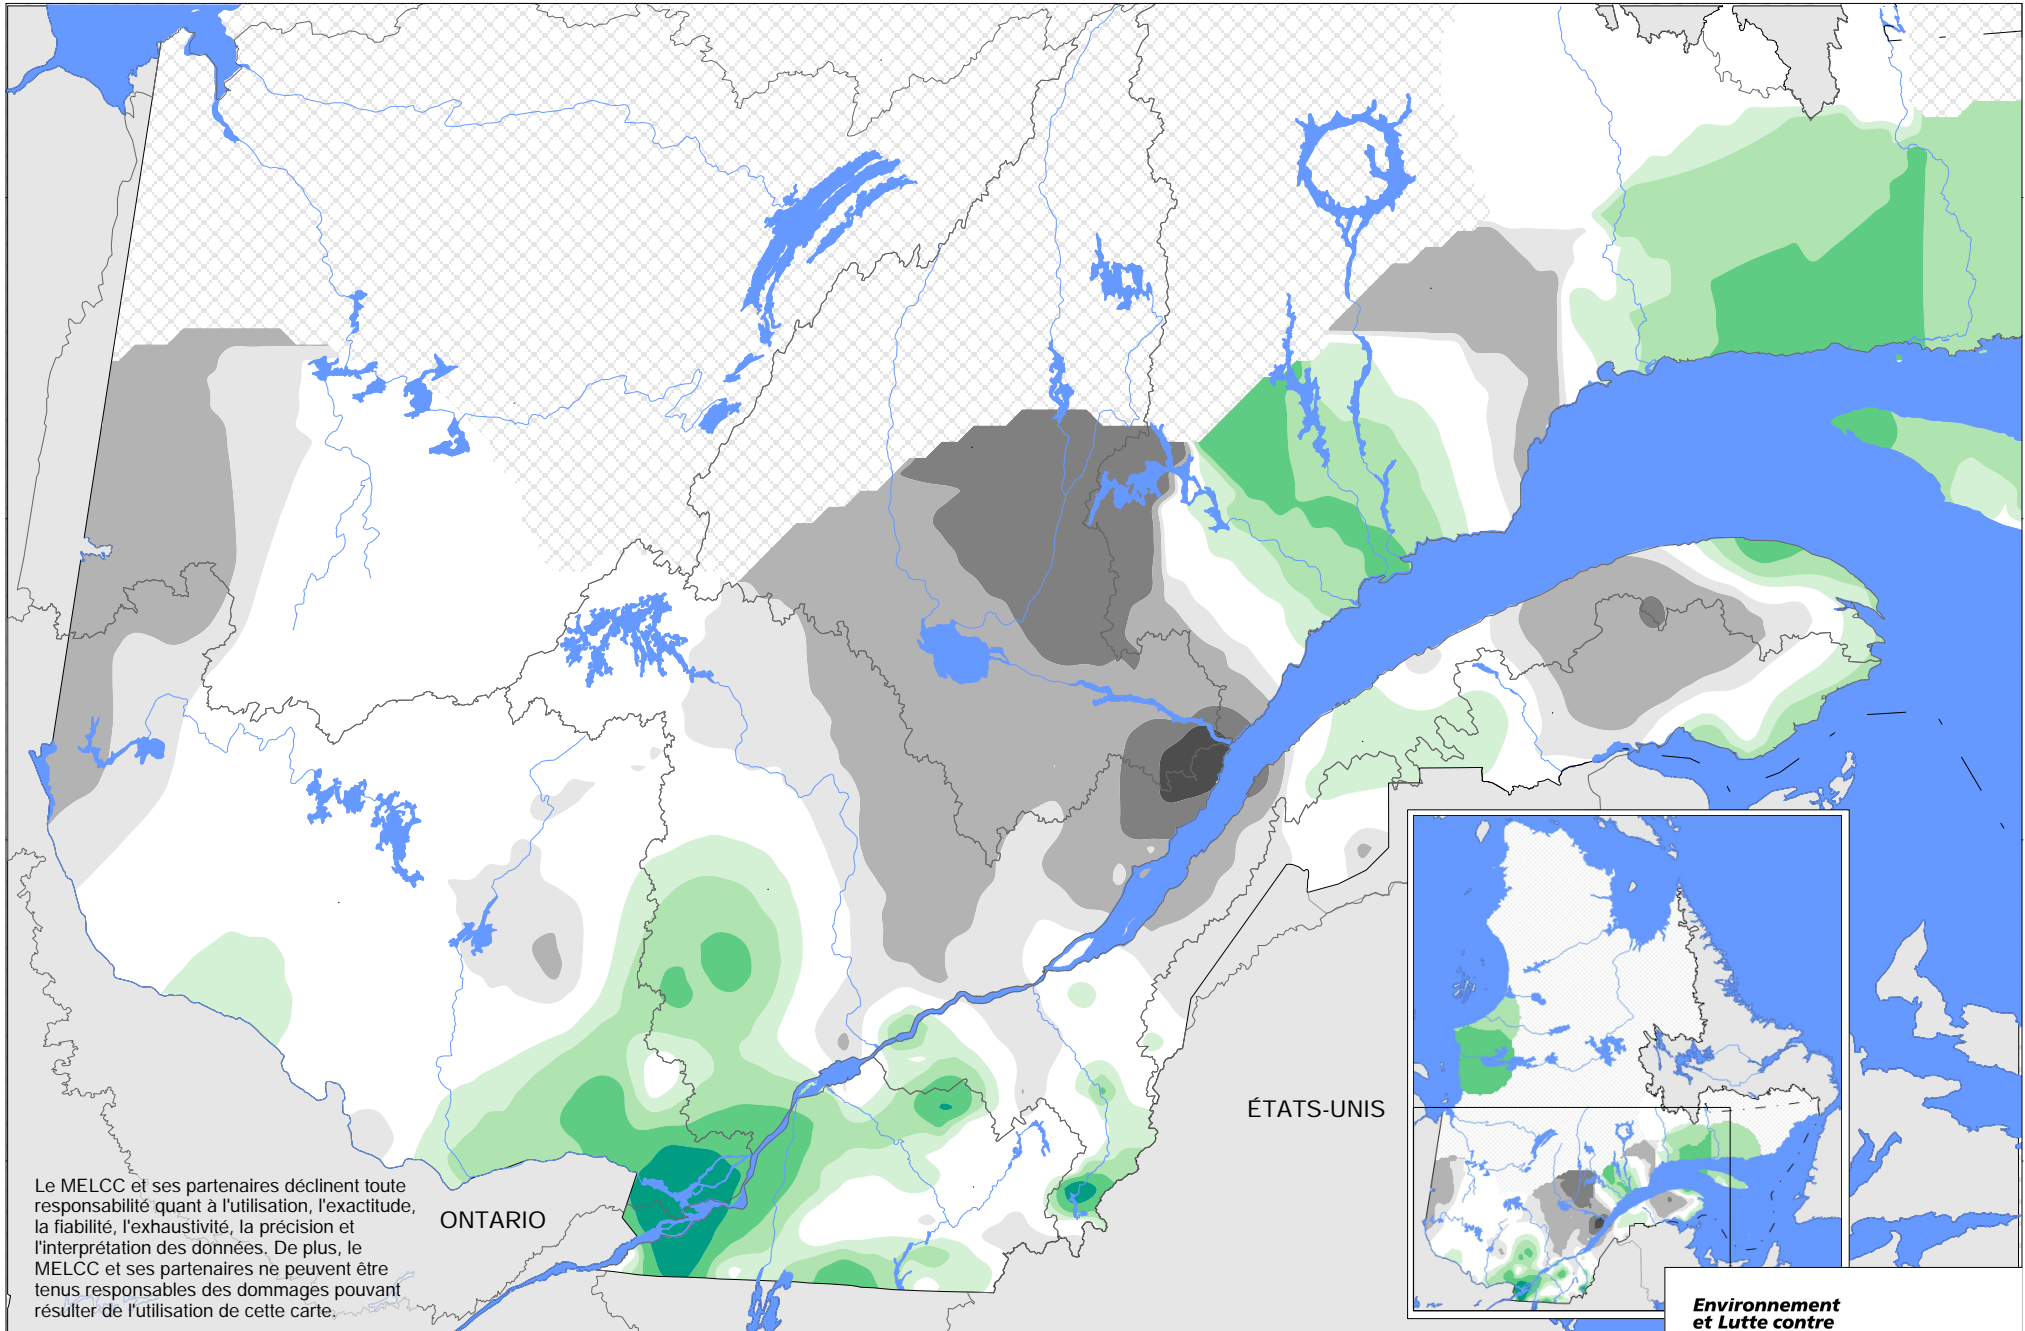 ÉTATS-UNIS
Le MELCC et ses partenaires déclinent toute
responsabilité quant à l'utilisation, l'exactitude,
la fiabilité, l'exhaustivité, la précision et
l'interprétation des données. De plus, le
MELCC et ses partenaires ne peuvent être
tenus responsables des dommages pouvant
résulter de l'utilisation de cette carte.
ONTARIO
Environnement
et Lutte contre